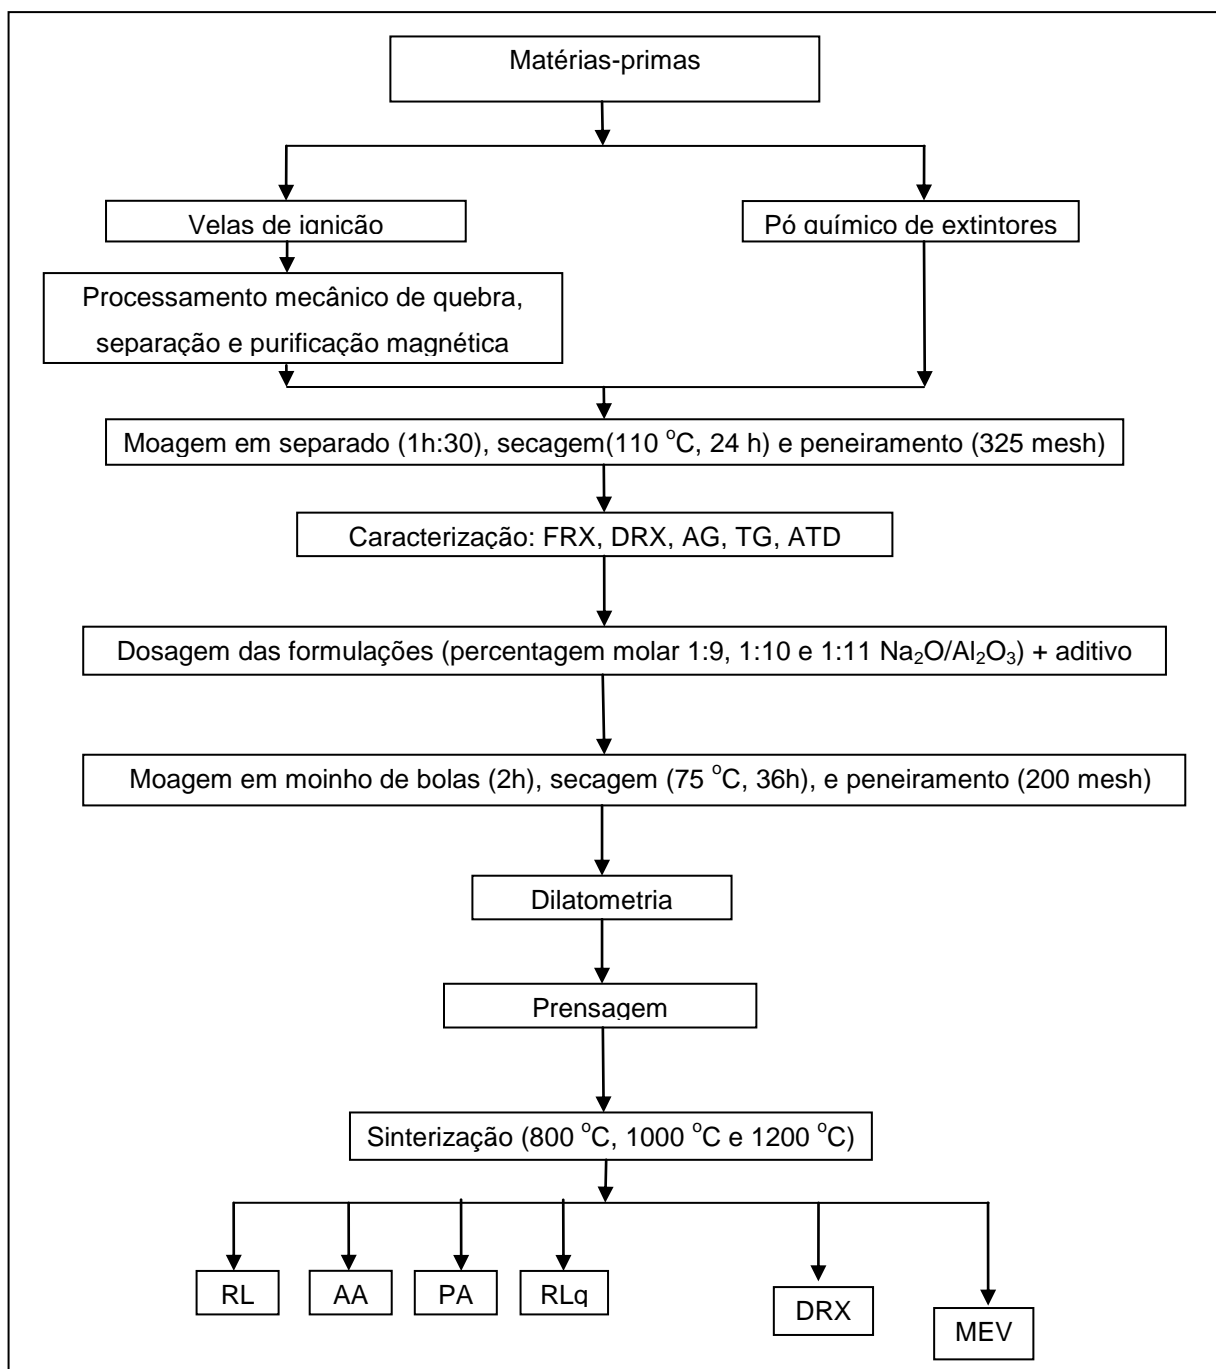 Matérias-primas
Velas de ignição
Pó químico de extintores
Processamento mecânico de quebra,
separação e purificação magnética
Moagem em separado (1h:30), secagem(110 °C, 24 h) e peneiramento (325 mesh)
Caracterização: FRX, DRX, AG, TG, ATD
Dosagem das formulações (percentagem molar 1:9, 1:10 e 1:11 Na₂O/Al₂O₃) + aditivo
Moagem em moinho de bolas (2h), secagem (75 °C, 36h), e peneiramento (200 mesh)
Dilatometria
Prensagem
Sinterização (800 °C, 1000 °C e 1200 °C)
RL
AA
PA
RLq
DRX
MEV